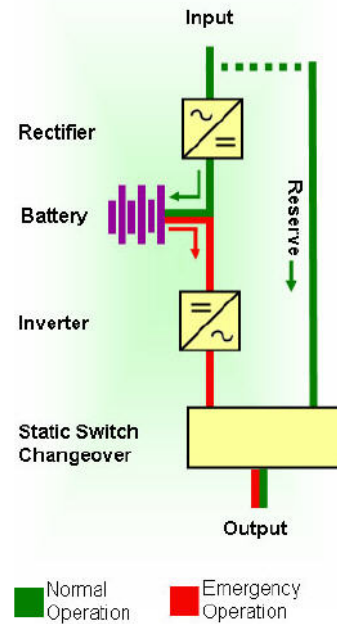 Input
Rectifier
Battery
Reserve
Inverter
Static Switch
Changeover
Output
Normal
Operation
Emergency
Operation